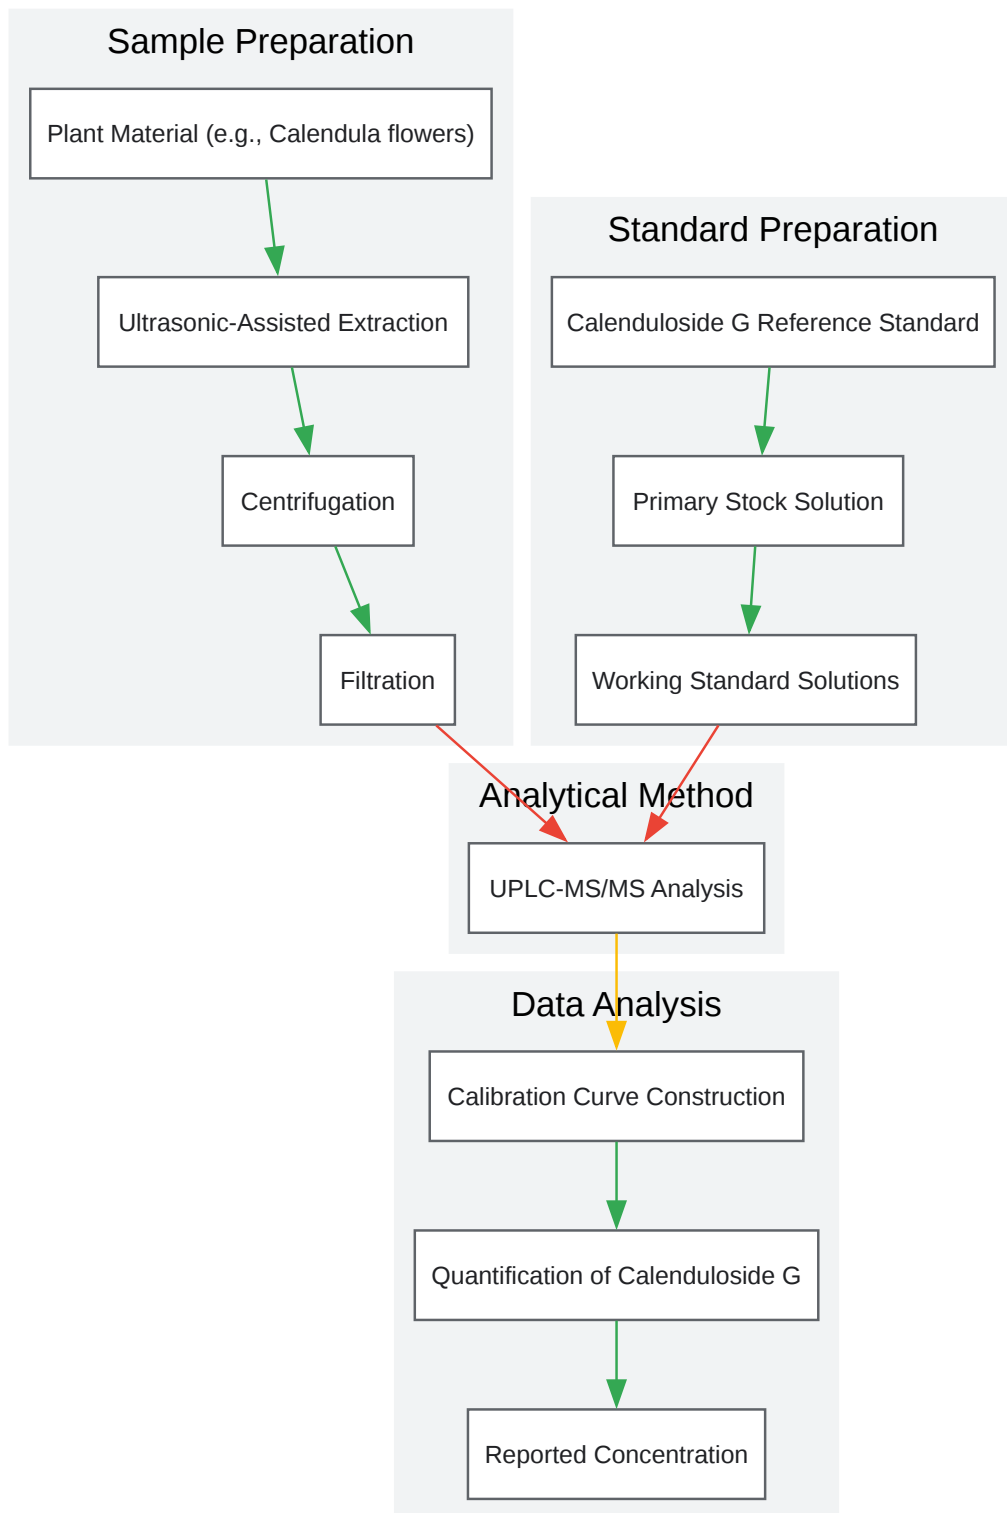 Sample Preparation
Plant Material (e.g., Calendula flowers)
Ultrasonic-Assisted Extraction
Centrifugation
Filtration
Standard Preparation
Calenduloside G Reference Standard
Primary Stock Solution
Working Standard Solutions
Analytical Method
UPLC-MS/MS Analysis
Data Analysis
Calibration Curve Construction
Quantification of Calenduloside G
Reported Concentration